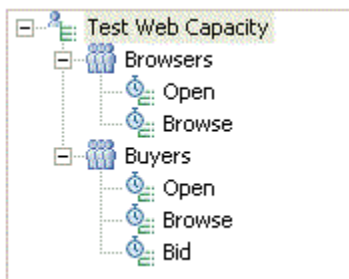 Test Web Capacity
Browsers
Open
Browse
Buyers
Open
Browse
Bid